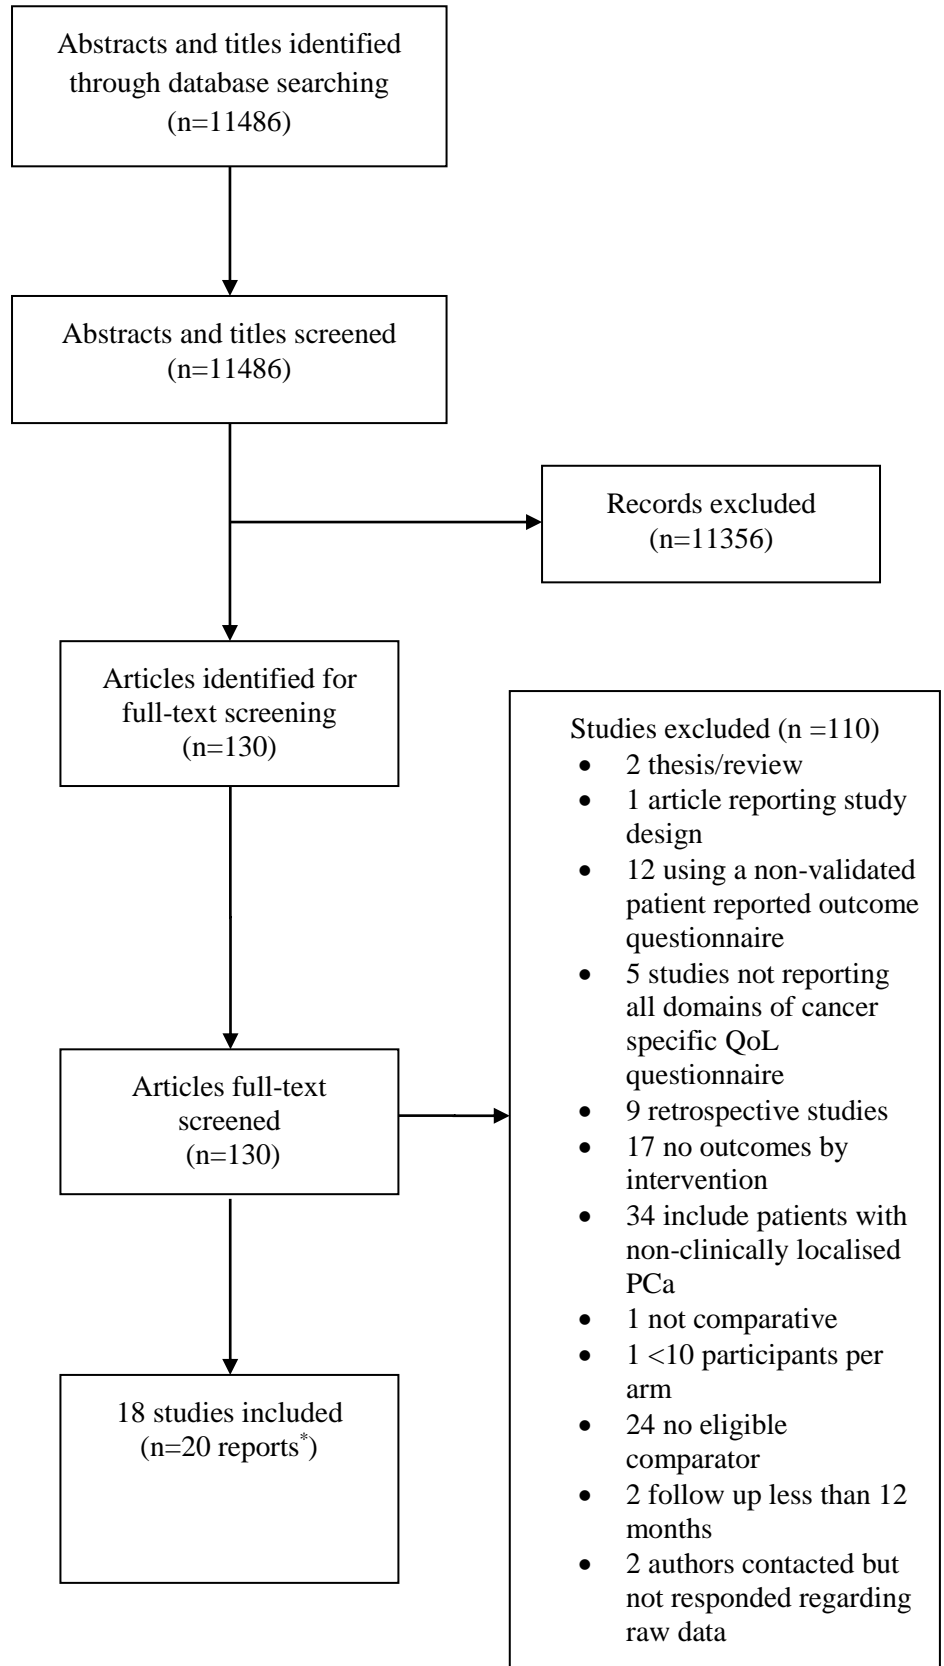 Abstracts and titles identified
through database searching
(n=11486)
Abstracts and titles screened
(n=11486)
Records excluded
(n=11356)
Articles identified for
full-text screening
(n=130)
Articles full-text
screened
(n=130)
Studies excluded (n =110)
• 2 thesis/review
• 1 article reporting study
design
• 12 using a non-validated
patient reported outcome
questionnaire
• 5 studies not reporting
all domains of cancer
specific QoL
questionnaire
• 9 retrospective studies
• 17 no outcomes by
intervention
• 34 include patients with
non-clinically localised
PCa
• 1 not comparative
• 1 <10 participants per
arm
• 24 no eligible
comparator
• 2 follow up less than 12
months
• 2 authors contacted but
not responded regarding
raw data
18 studies included
(n=20 reports*)